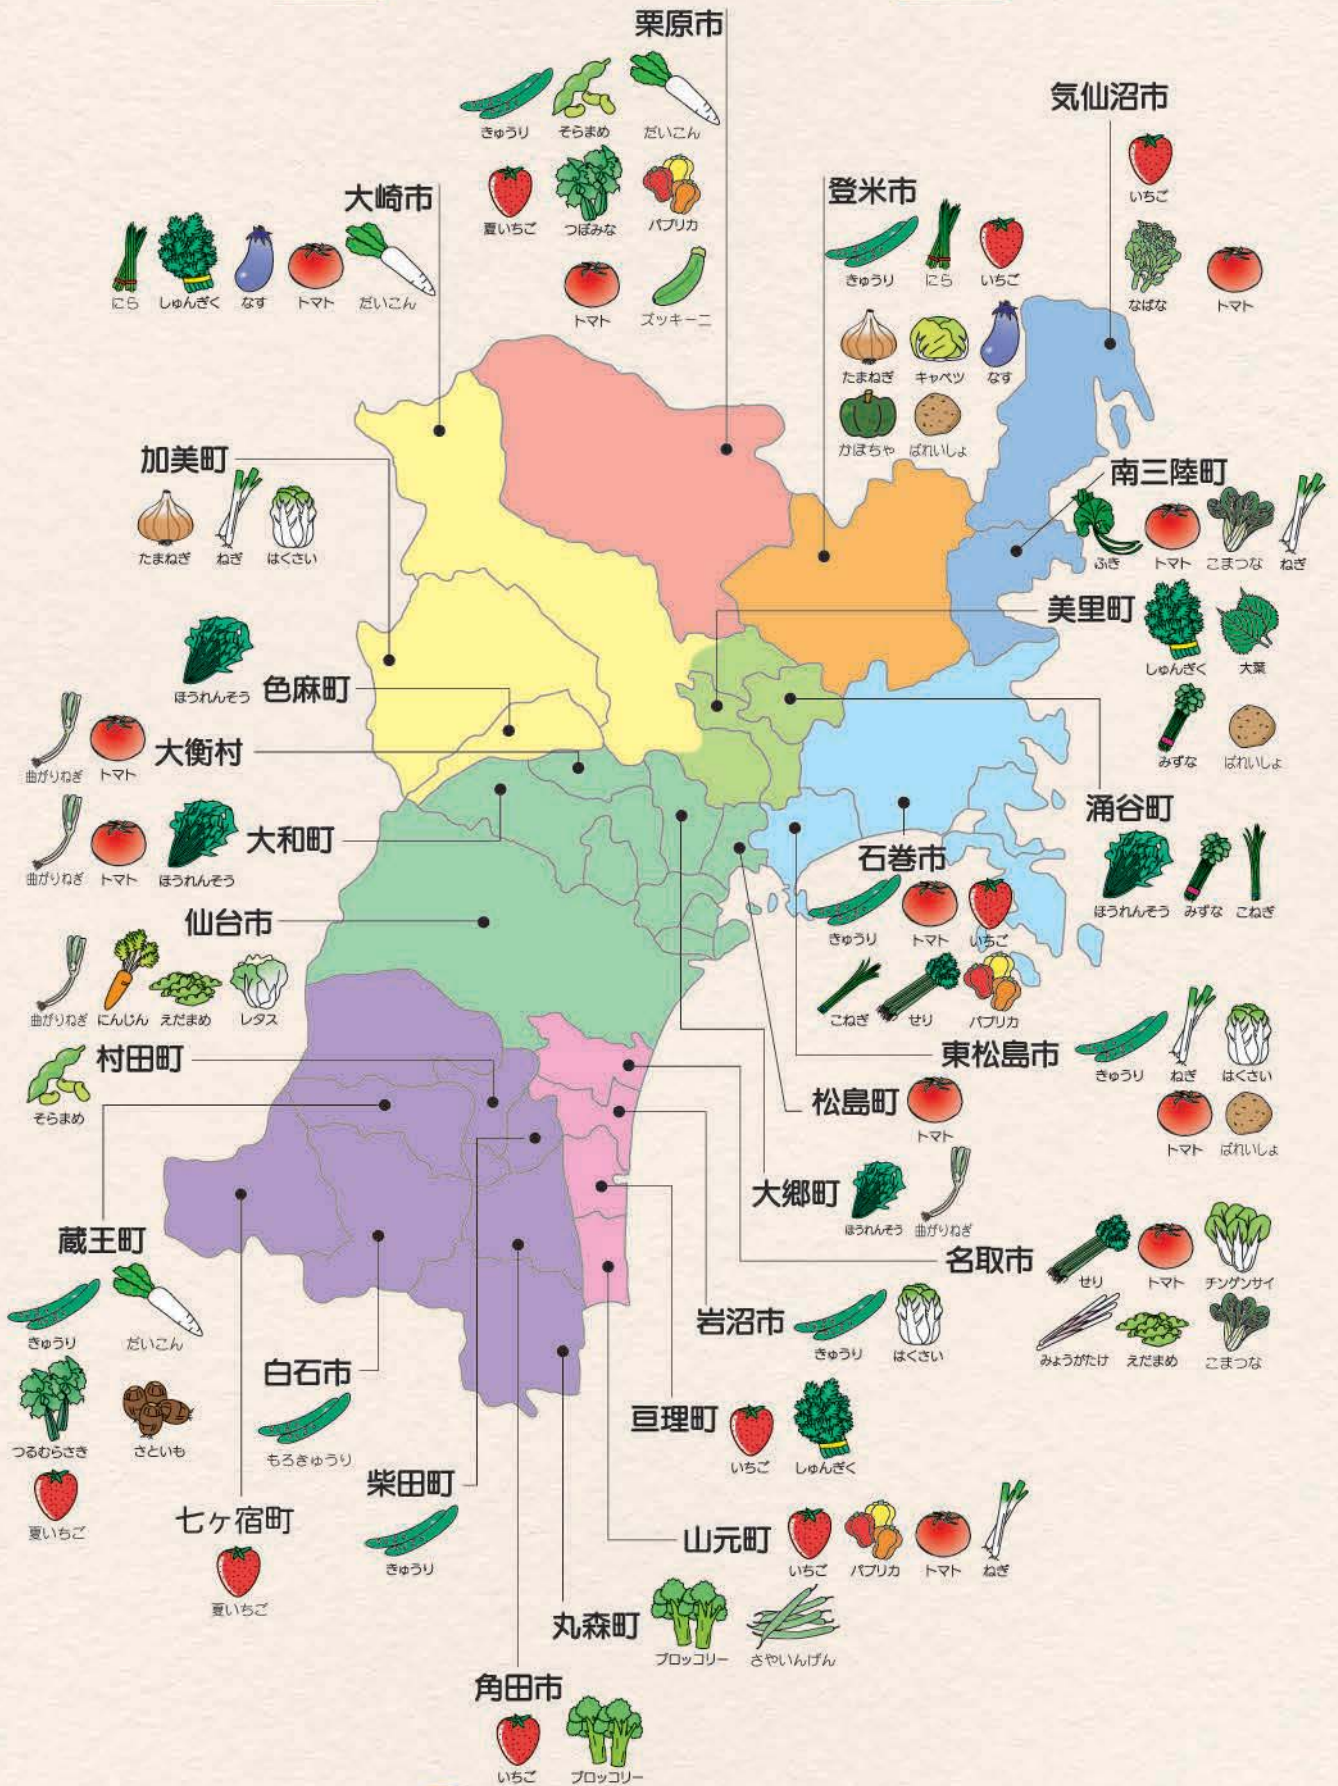 栗原市
きゅうり そらまめ だいこん
夏いちご つぼみな パプリカ
トマト ズッキーニ
気仙沼市
いちご
なばな トマト
大崎市
にら しゅんぎく なす トマト だいこん
登米市
きゅうり にら いちご
たまねぎ キャベツ なす
かぼちゃ ばれいしょ
加美町
たまねぎ ねぎ はくさい
南三陸町
ふき トマト こまつな ねぎ
美里町
しゅんぎく 大葉
みずな ばれいしょ
色麻町
ほうれんそう
大衡村
曲がりねぎ トマト
涌谷町
ほうれんそう みずな こねぎ
大和町
曲がりねぎ トマト ほうれんそう
石巻市
きゅうり トマト いちご
こねぎ せり パプリカ
仙台市
曲がりねぎ にんじん えだまめ レタス
東松島市
きゅうり ねぎ はくさい
トマト ばれいしょ
村田町
そらまめ
松島町
トマト
大郷町
ほうれんそう 曲がりねぎ
蔵王町
きゅうり だいこん
つるむらさき さといも
夏いちご
名取市
せり トマト チンゲンサイ
みょうがたけ えだまめ こまつな
岩沼市
きゅうり はくさい
白石市
もろきゅうり
亘理町
いちご しゅんぎく
柴田町
きゅうり
七ヶ宿町
夏いちご
山元町
いちご パプリカ トマト ねぎ
丸森町
ブロッコリー さやいんげん
角田市
いちご ブロッコリー